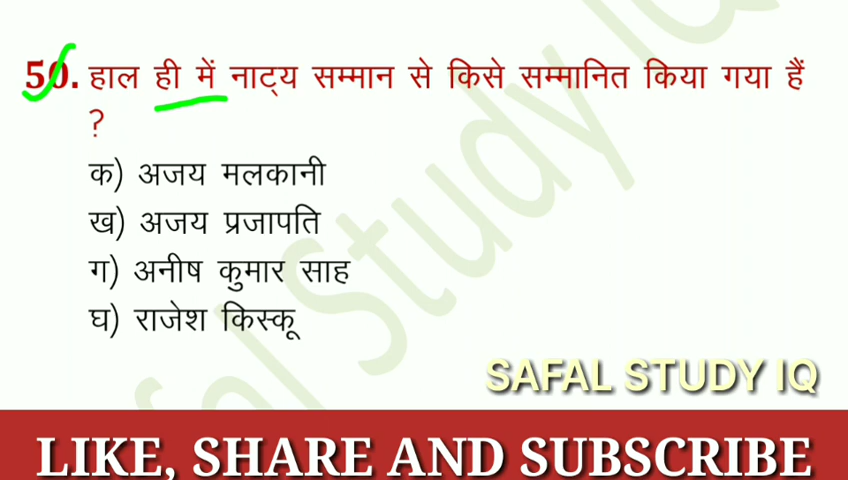 50. हाल ही में नाट्य सम्मान से किसे सम्मानित किया गया हैं
?
क) अजय मलकानी
ख) अजय प्रजापति
ग) अनीष कुमार साह
घ) राजेश किस्कू
SAFAL STUDY IQ
LIKE, SHARE AND SUBSCRIBE